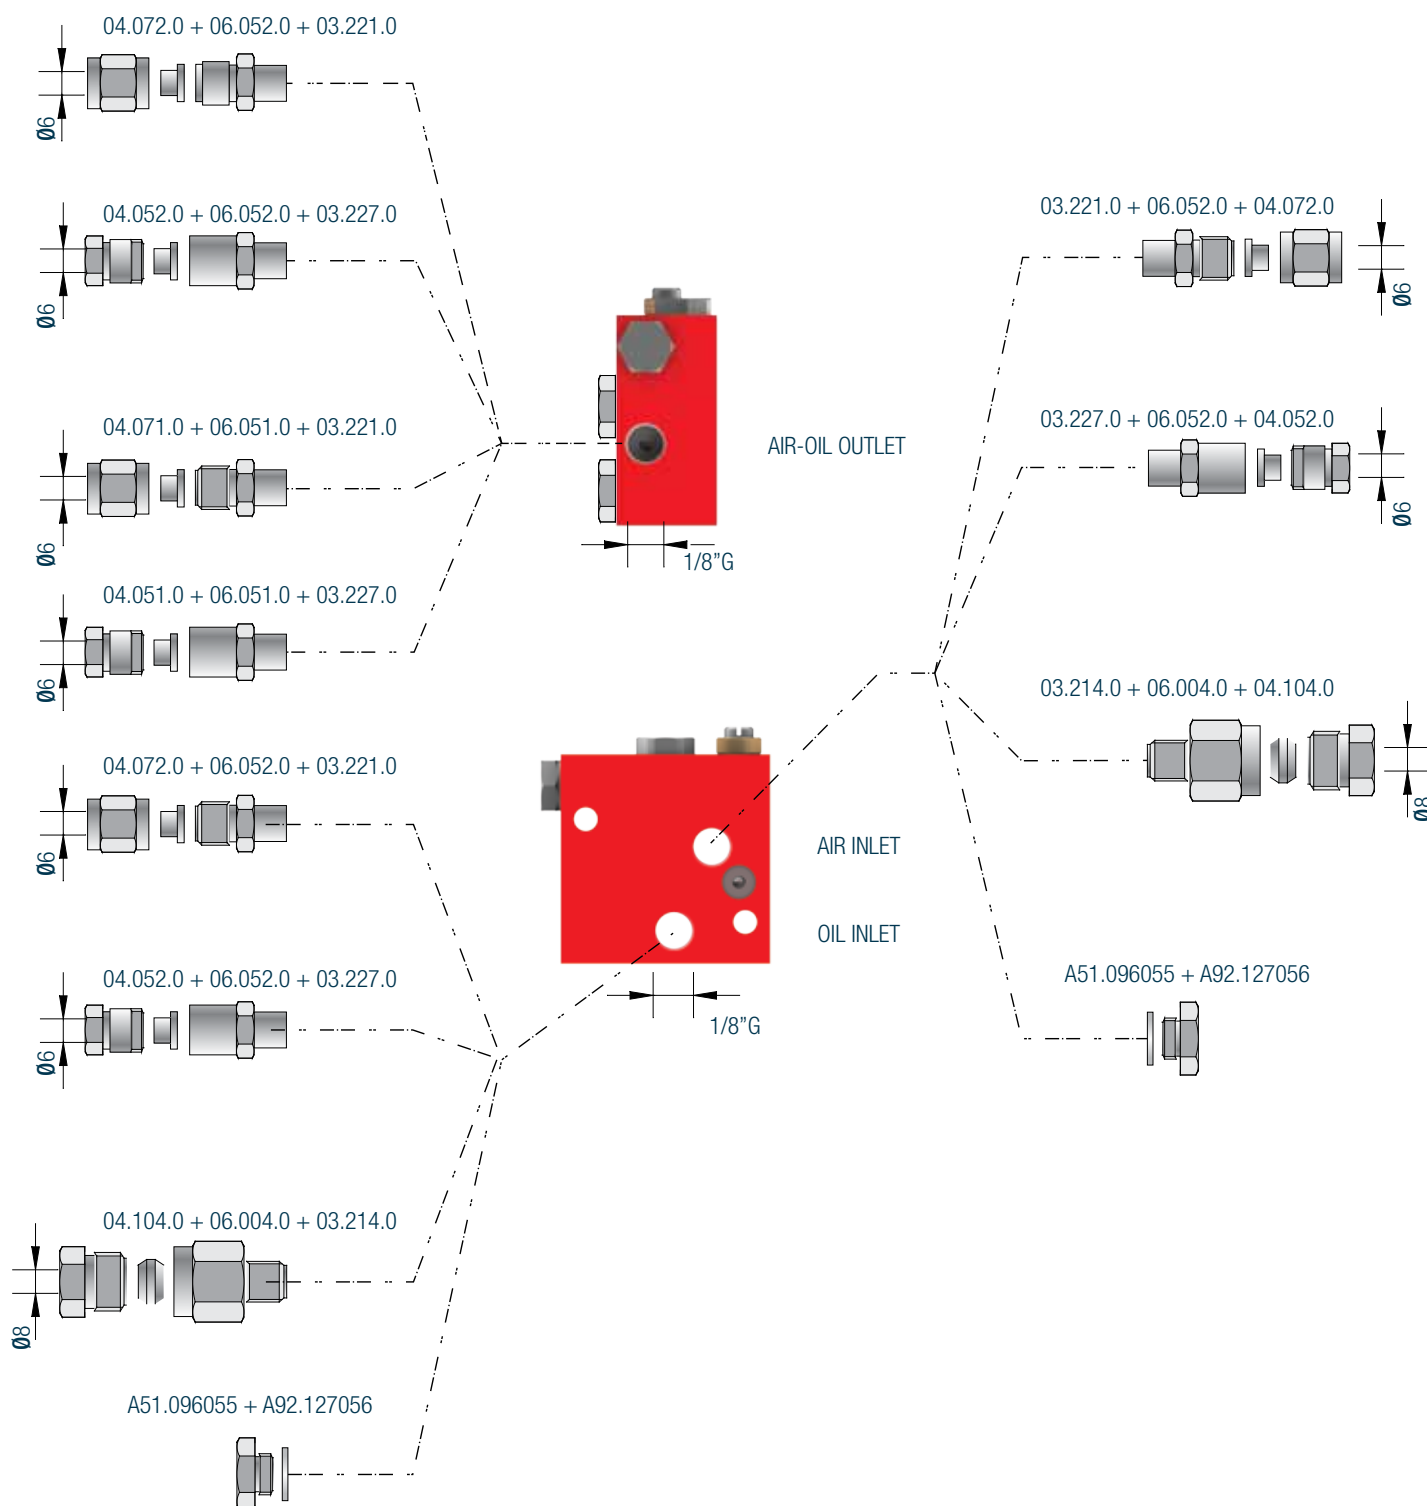 04.072.0 + 06.052.0 + 03.221.0
Ø6
04.052.0 + 06.052.0 + 03.227.0
Ø6
04.071.0 + 06.051.0 + 03.221.0
Ø6
04.051.0 + 06.051.0 + 03.227.0
Ø6
04.072.0 + 06.052.0 + 03.221.0
Ø6
04.052.0 + 06.052.0 + 03.227.0
Ø6
04.104.0 + 06.004.0 + 03.214.0
Ø8
A51.096055 + A92.127056
AIR-OIL OUTLET
1/8”G
AIR INLET
OIL INLET
1/8”G
03.221.0 + 06.052.0 + 04.072.0
Ø6
03.227.0 + 06.052.0 + 04.052.0
Ø6
03.214.0 + 06.004.0 + 04.104.0
Ø8
A51.096055 + A92.127056